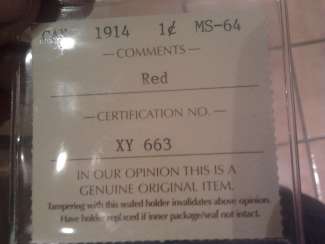 1914 1¢ MS-64
— COMMENTS —
Red
— CERTIFICATION NO. —
XY 663
IN OUR OPINION THIS IS A
GENUINE ORIGINAL ITEM.
Tampering with this sealed holder invalidates above opinion.
Have holder replaced if inner package/seal not intact.